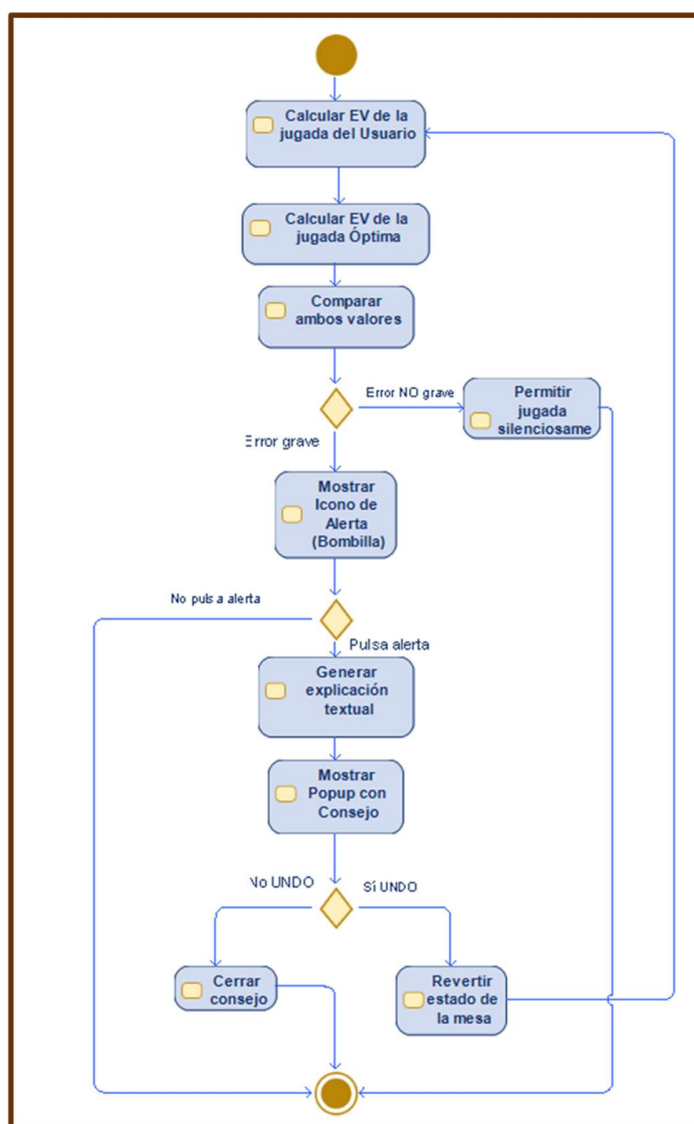 Calcular EV de la
jugada del Usuario
Calcular EV de la
jugada Óptima
Comparar
ambos valores
Error NO grave
Permitir
jugada
silenciosame
Error grave
Mostrar
Icono de
Alerta
(Bombilla)
No pulsa alerta
Pulsa alerta
Generar
explicación
textual
Mostrar
Popup con
Consejo
No UNDO
Sí UNDO
Cerrar
consejo
Revertir
estado de
la mesa